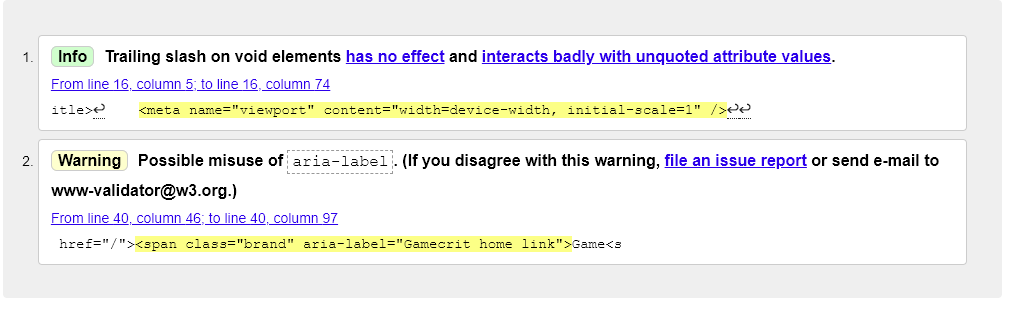 1. Info Trailing slash on void elements has no effect and interacts badly with unquoted attribute values.
From line 16, column 5; to line 16, column 74
itle>↩ <meta name="viewport" content="width=device-width, initial-scale=1" />↩↩
2. Warning Possible misuse of aria-label. (If you disagree with this warning, file an issue report or send e-mail to
www-validator@w3.org.)
From line 40, column 46; to line 40, column 97
href="/"><span class="brand" aria-label="Gamecrit home link">Game<s